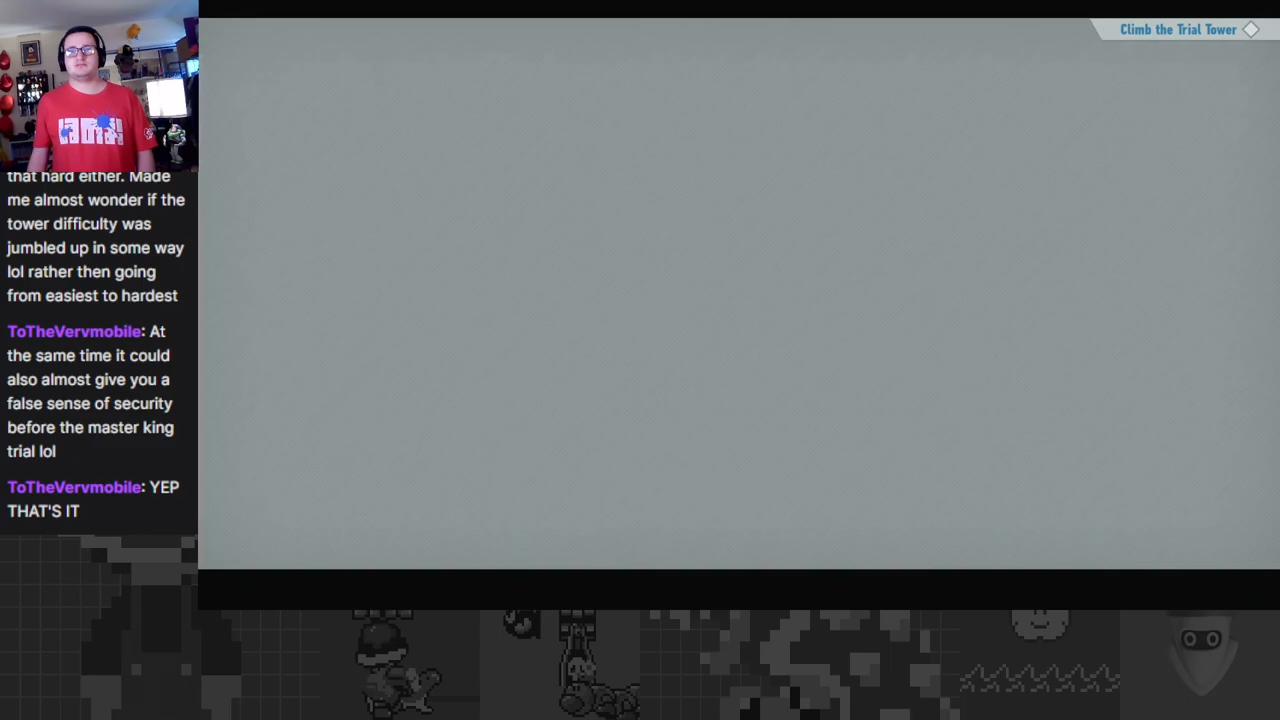 Climb the Trial Tower
that hard either. Made
me almost wonder if the
tower difficulty was
jumbled up in some way
lol rather then going
from easiest to hardest
ToTheVervmobile: At
the same time it could
also almost give you a
false sense of security
before the master king
trial lol
ToTheVervmobile: YEP
THAT'S IT